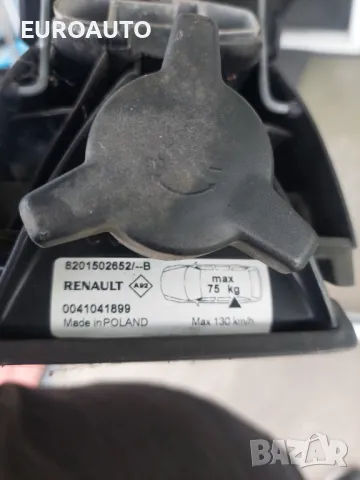 EUROAUTO
8201502652/--B
RENAULT A92
max
75 kg
0041041899
Made in POLAND
Max 130 km/h
BAZAR